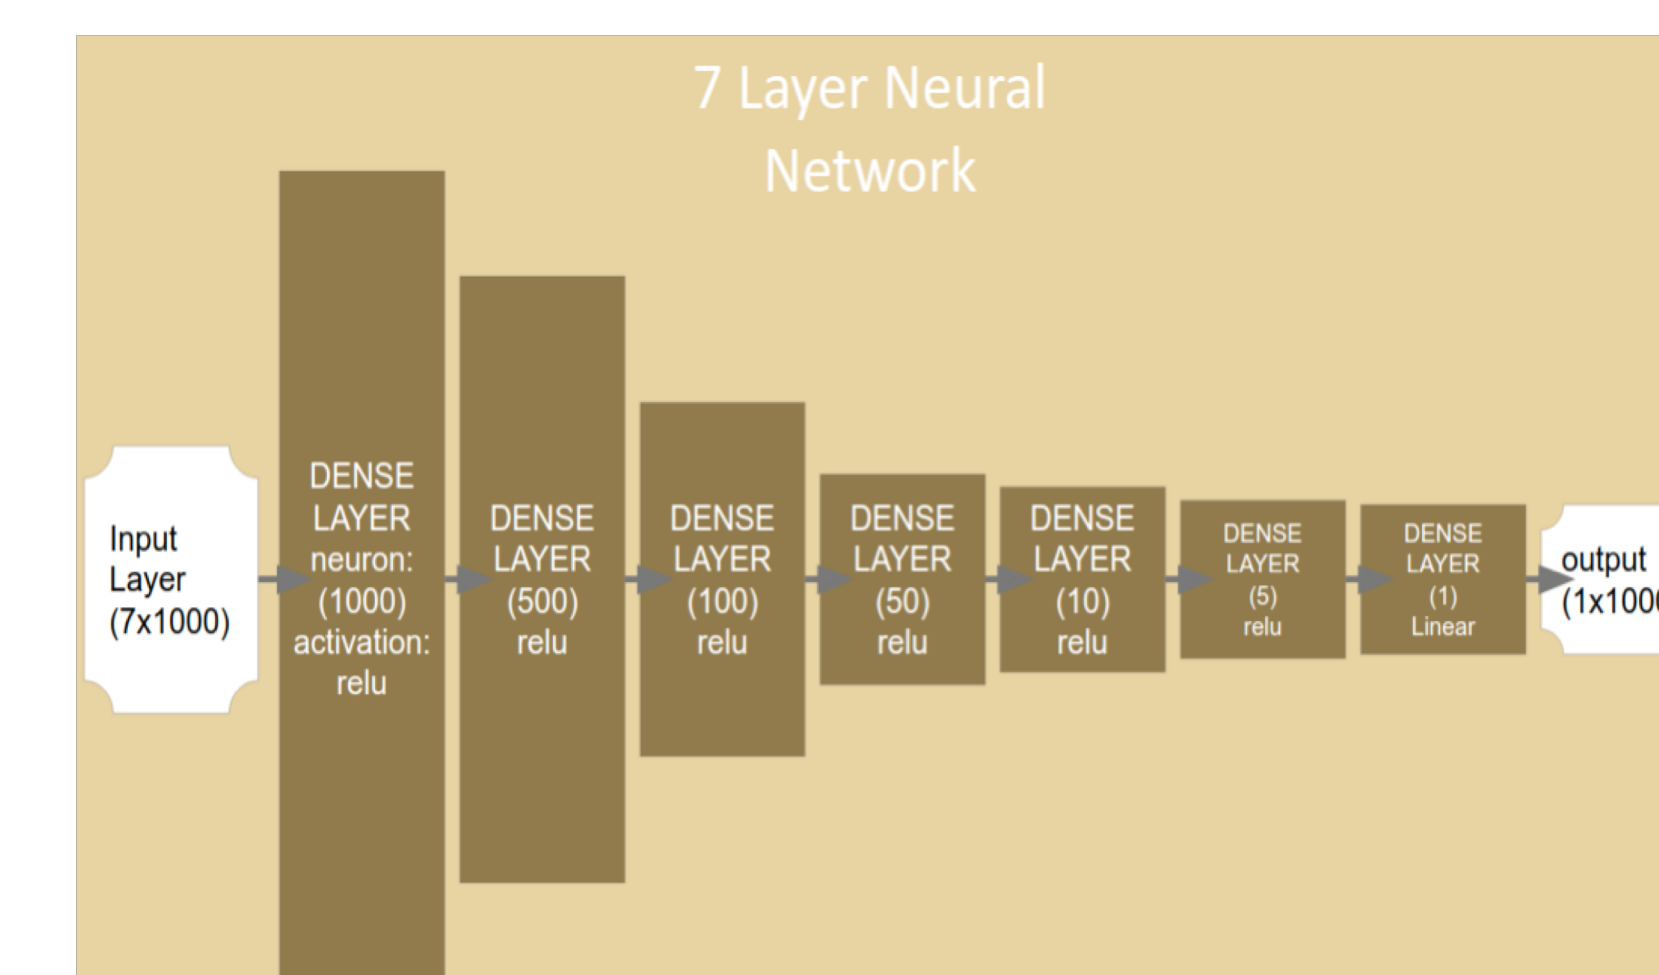 7 Layer Neural
Network
Input
Layer
(7x1000)
DENSE
LAYER
neuron:
(1000)
activation:
relu
DENSE
LAYER
(500)
relu
DENSE
LAYER
(100)
relu
DENSE
LAYER
(50)
relu
DENSE
LAYER
(10)
relu
DENSE
LAYER
(5)
relu
DENSE
LAYER
(1)
Linear
output